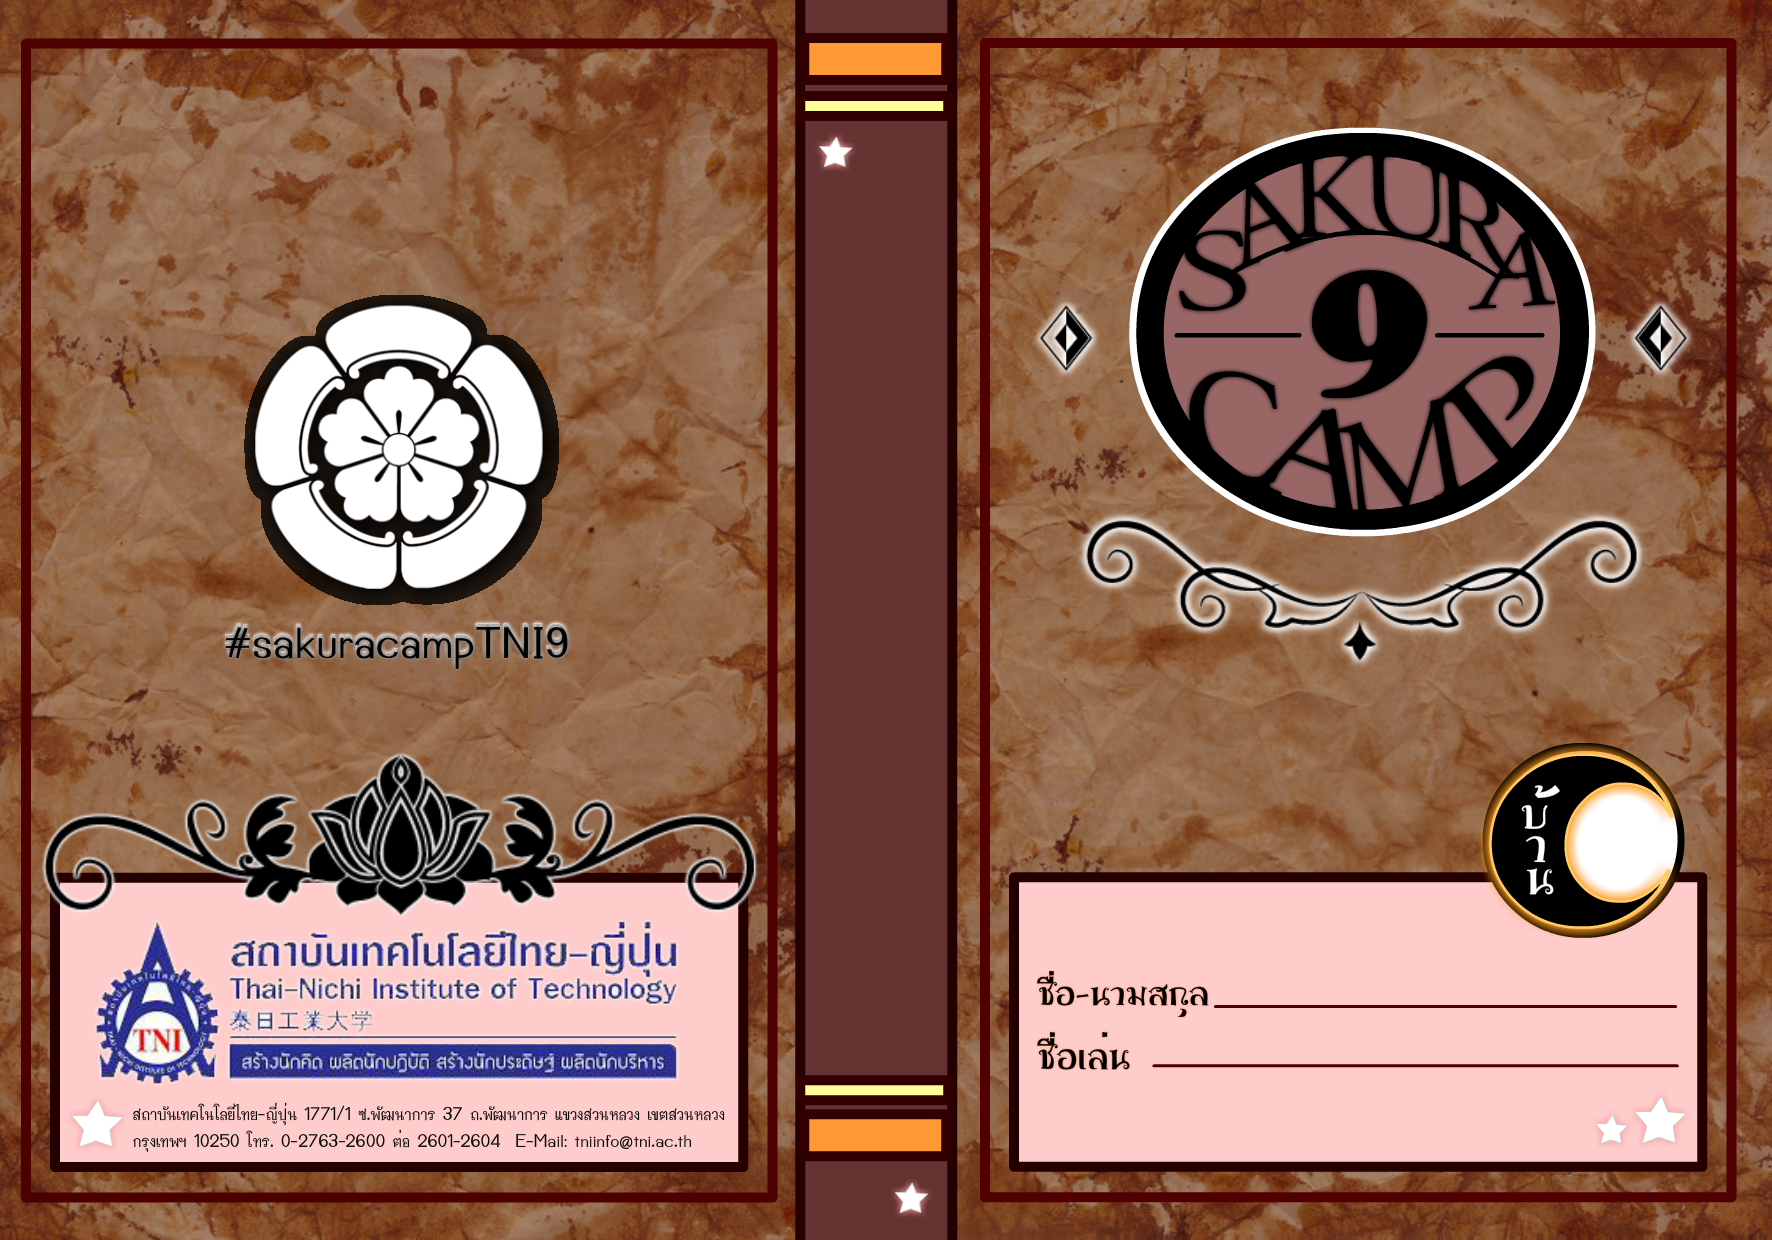 #sakuracampTNI9
สถาบันเทคโนโลยีไทย-ญี่ปุ่น
Thai-Nichi Institute of Technology
泰日工業大学
TNI
สร้างนักคิด ผลิตนักปฏิบัติ สร้างนักประดิษฐ์ ผลิตนักบริหาร
สถาบันเทคโนโลยีไทย-ญี่ปุ่น 1771/1 ซ.พัฒนาการ 37 ถ.พัฒนาการ แขวงสวนหลวง เขตสวนหลวง
กรุงเทพฯ 10250 โทร. 0-2763-2600 ต่อ 2601-2604 E-Mail: tniinfo@tni.ac.th
SAKURA
9
CAMP
บ้าน
ชื่อ-นามสกุล
ชื่อเล่น